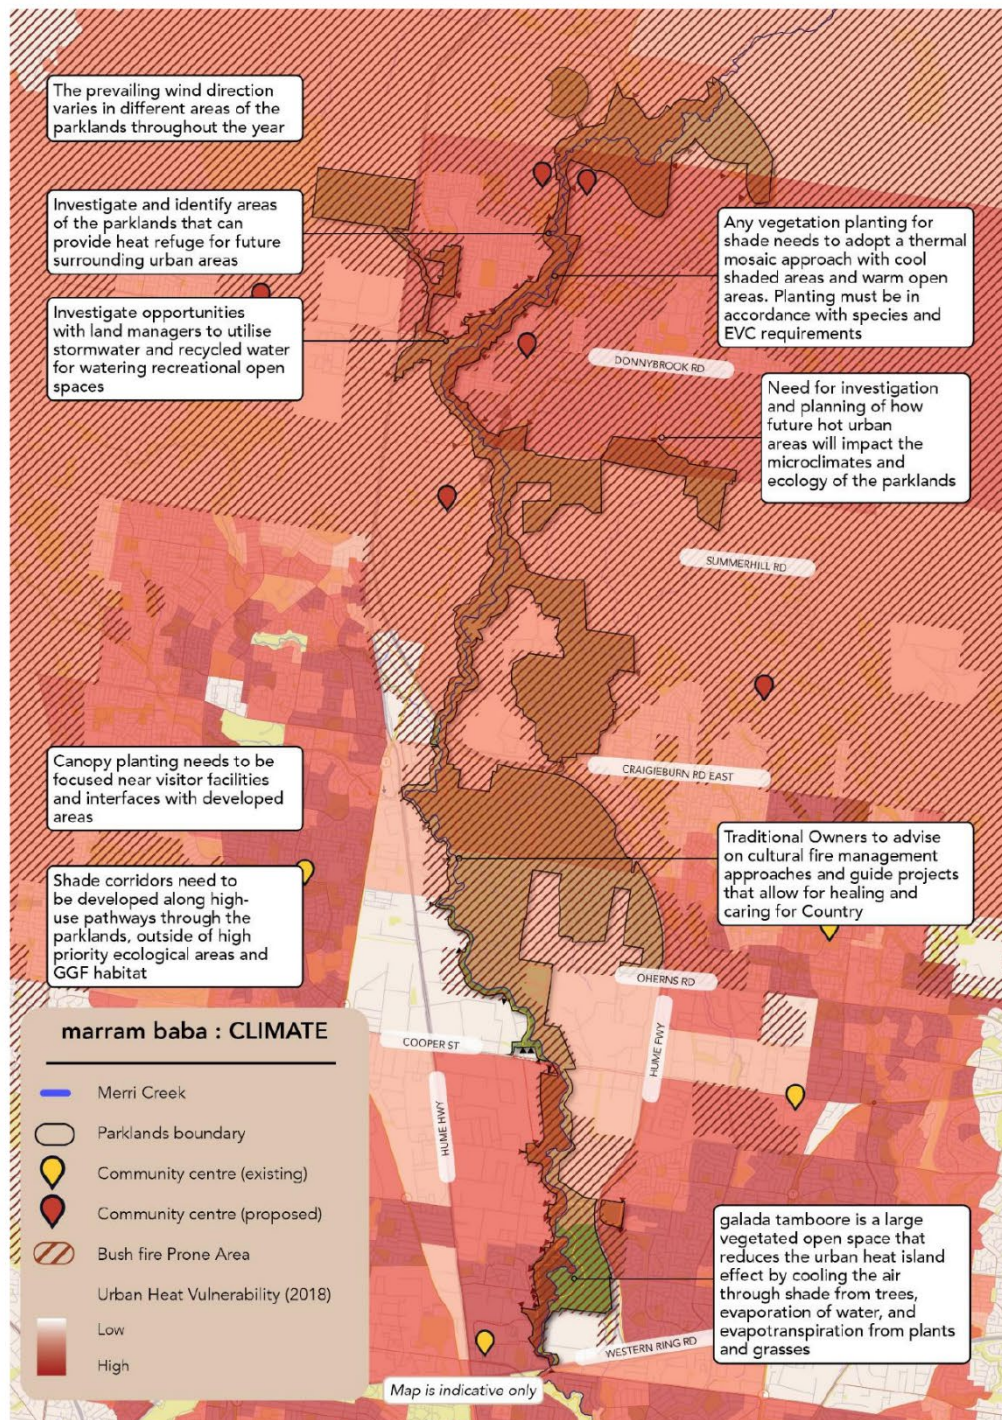 The prevailing wind direction
varies in different areas of the
parklands throughout the year
Investigate and identify areas
of the parklands that can
provide heat refuge for future
surrounding urban areas
Any vegetation planting for
shade needs to adopt a thermal
mosaic approach with cool
shaded areas and warm open
areas. Planting must be in
accordance with species and
EVC requirements
Investigate opportunities
with land managers to utilise
stormwater and recycled water
for watering recreational open
spaces
DONNYBROOK RD
Need for investigation
and planning of how
future hot urban
areas will impact the
microclimates and
ecology of the parklands
SUMMERHILL RD
Canopy planting needs to be
focused near visitor facilities
and interfaces with developed
areas
CRAIGIEBURN RD EAST
Traditional Owners to advise
on cultural fire management
approaches and guide projects
that allow for healing and
caring for Country
Shade corridors need to
be developed along high-
use pathways through the
parklands, outside of high
priority ecological areas and
GGF habitat
OHERNS RD
COOPER ST
HUME FWY
HUME HWY
marram baba : CLIMATE
Merri Creek
Parklands boundary
Community centre (existing)
Community centre (proposed)
Bush fire Prone Area
Urban Heat Vulnerability (2018)
Low
High
galada tamboore is a large
vegetated open space that
reduces the urban heat island
effect by cooling the air
through shade from trees,
evaporation of water, and
evapotranspiration from plants
and grasses
WESTERN RING RD
Map is indicative only